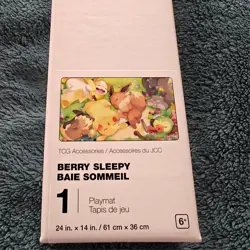 TCG Accessories / Accessoires du JCC
BERRY SLEEPY
BAIE SOMMEIL
1
Playmat
Tapis de jeu
24 in. x 14 in. / 61 cm x 36 cm
6+